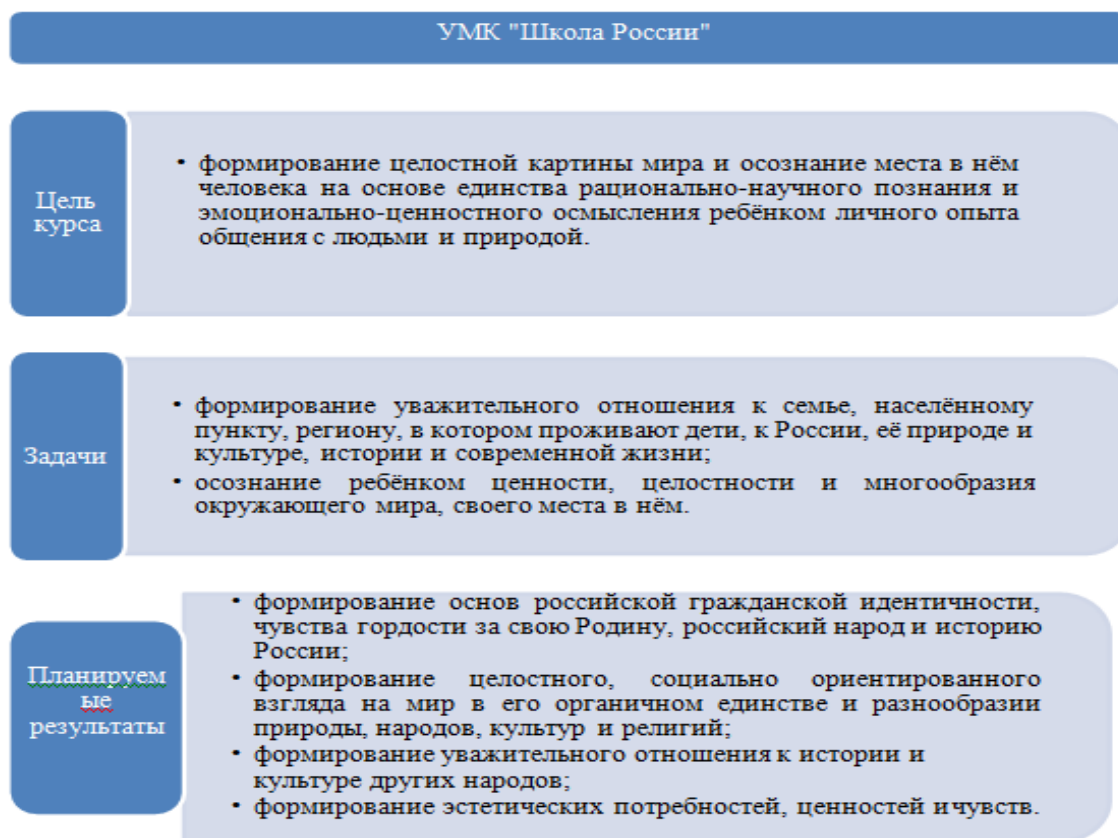 УМК "Школа России"
Цель
курса
• формирование целостной картины мира и осознание места в нём
человека на основе единства рационально-научного познания и
эмоционально-ценностного осмысления ребёнком личного опыта
общения с людьми и природой.
Задачи
• формирование уважительного отношения к семье, населённому
пункту, региону, в котором проживают дети, к России, её природе и
культуре, истории и современной жизни;
• осознание ребёнком ценности, целостности и многообразия
окружающего мира, своего места в нём.
Планируем
ые
результаты
• формирование основ российской гражданской идентичности,
чувства гордости за свою Родину, российский народ и историю
России;
• формирование целостного, социально ориентированного
взгляда на мир в его органичном единстве и разнообразии
природы, народов, культур и религий;
• формирование уважительного отношения к истории и
культуре других народов;
• формирование эстетических потребностей, ценностей ичувств.